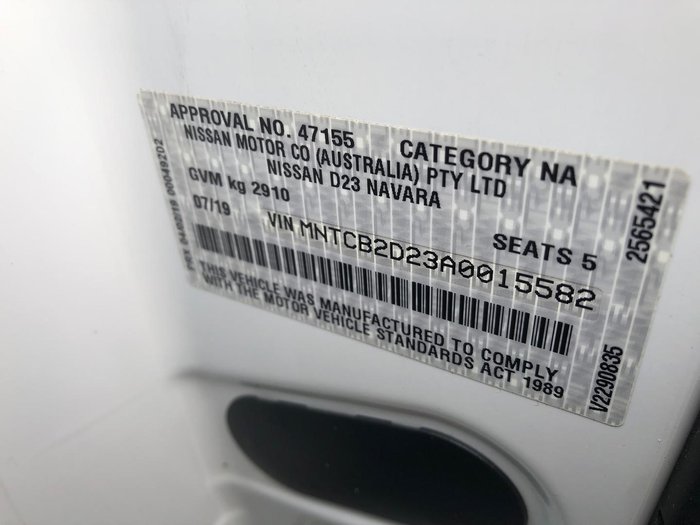 APPROVAL NO. 47155 CATEGORY NA
NISSAN MOTOR CO (AUSTRALIA) PTY LTD
NISSAN D23 NAVARA
GVM kg 2910
07/19 SEATS 5
VIN MNTCB2D23A0015582
THIS VEHICLE WAS MANUFACTURED TO COMPLY
WITH THE MOTOR VEHICLE STANDARDS ACT 1989
2565421
V2290835